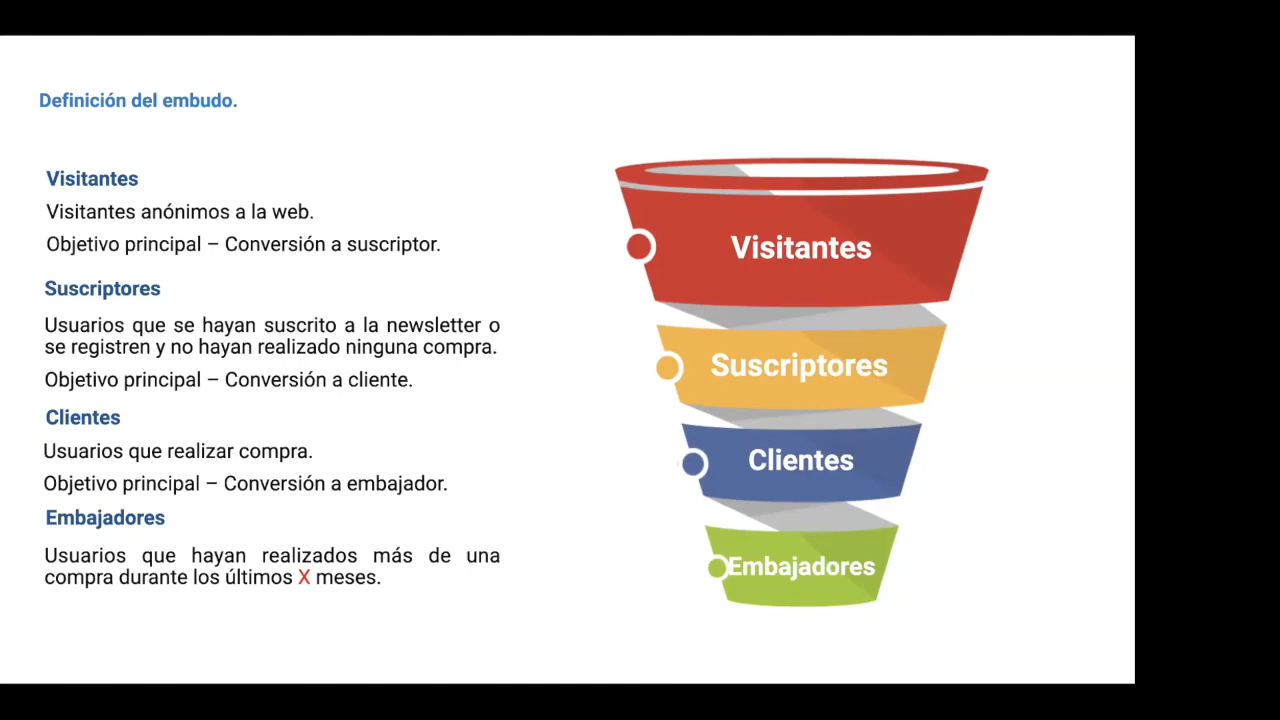 Definición del embudo.
Visitantes
Visitantes anónimos a la web.
Objetivo principal – Conversión a suscriptor.
Suscriptores
Usuarios que se hayan suscrito a la newsletter o
se registren y no hayan realizado ninguna compra.
Objetivo principal – Conversión a cliente.
Clientes
Usuarios que realizar compra.
Objetivo principal – Conversión a embajador.
Embajadores
Usuarios que hayan realizados más de una
compra durante los últimos X meses.
Visitantes
Suscriptores
Clientes
Embajadores